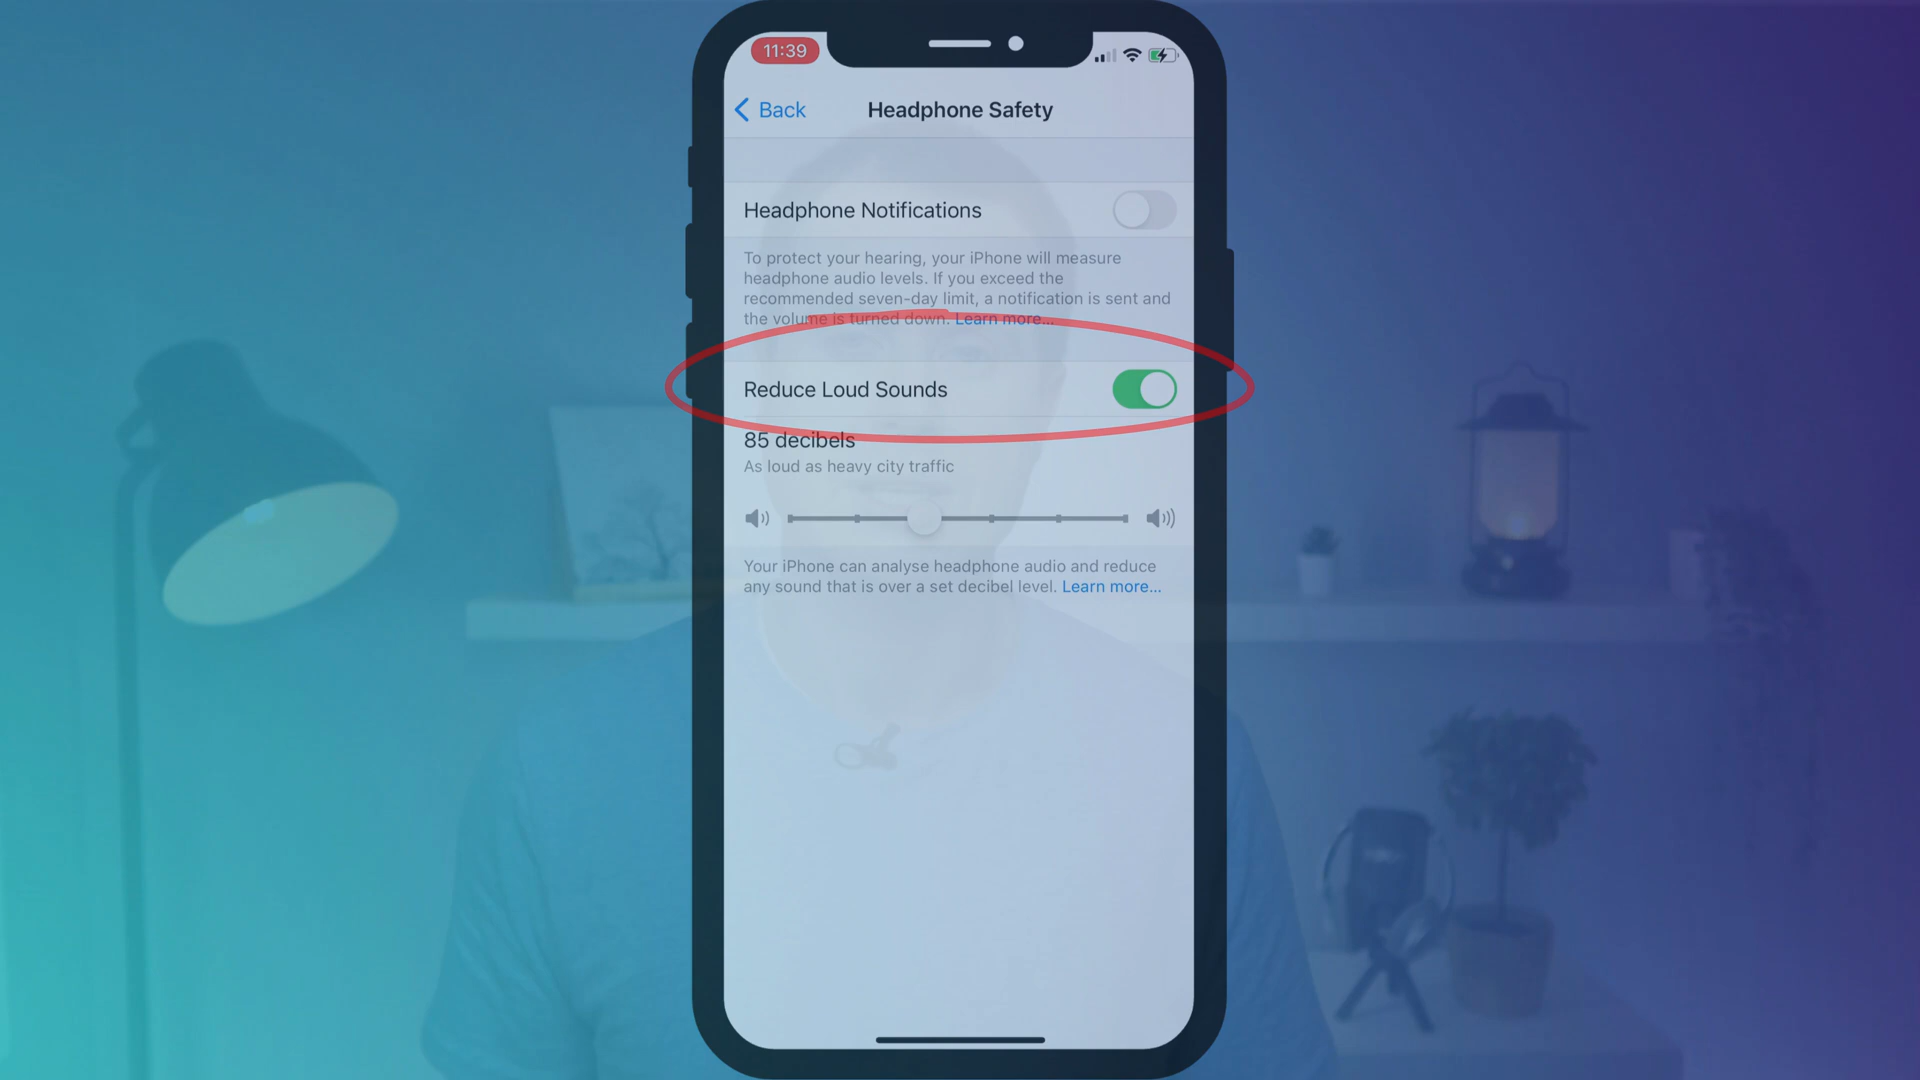 11:39
Back
Headphone Safety
Headphone Notifications
To protect your hearing, your iPhone will measure
headphone audio levels. If you exceed the
recommended seven-day limit, a notification is sent and
the volume is turned down. Learn more...
Reduce Loud Sounds
85 decibels
As loud as heavy city traffic
Your iPhone can analyse headphone audio and reduce
any sound that is over a set decibel level. Learn more...